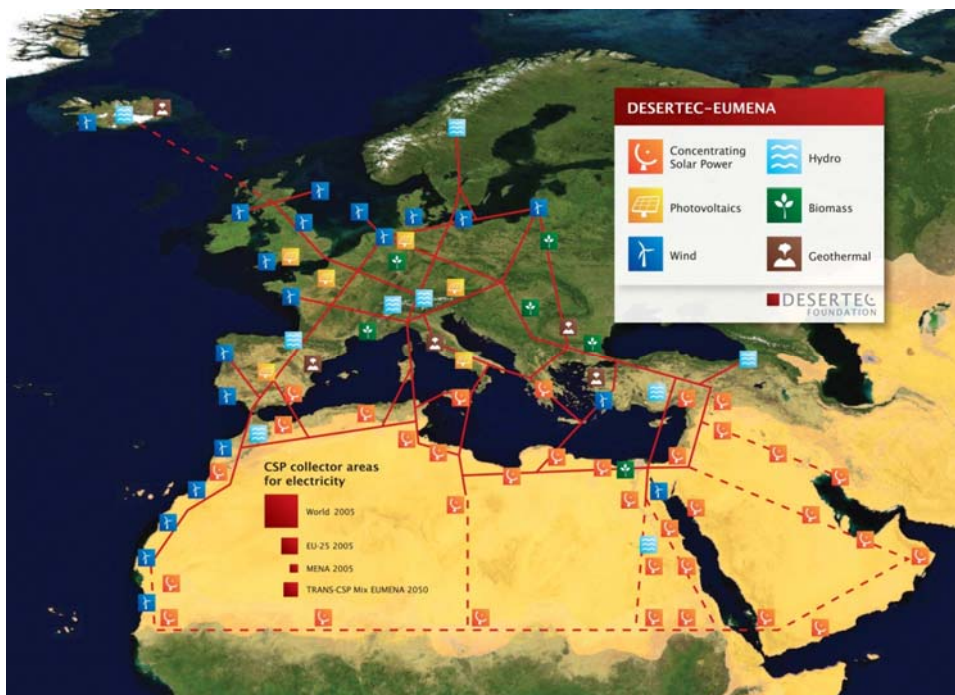 DESERTEC–EUMENA
Concentrating
Solar Power
Hydro
Photovoltaics
Biomass
Wind
Geothermal
DESERTEC
FOUNDATION
CSP collector areas
for electricity
World 2005
EU-25 2005
MENA 2005
TRANS-CSP Mix EUMENA 2050